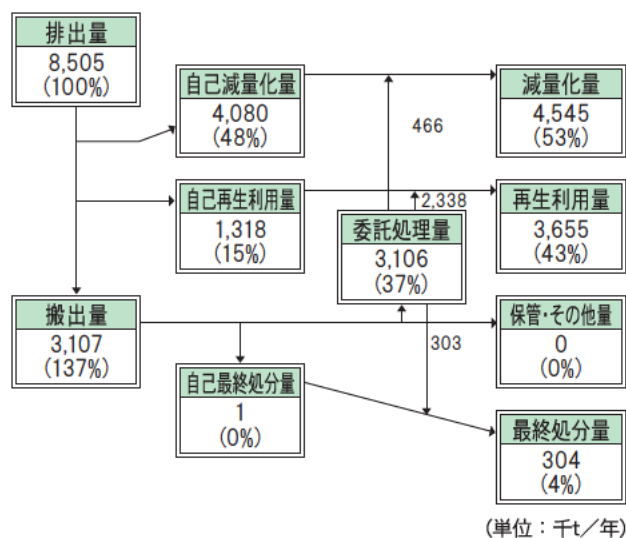 排出量
8,505
(100%)
自己減量化量
4,080
(48%)
466
減量化量
4,545
(53%)
自己再生利用量
1,318
(15%)
2,338
委託処理量
3,106
(37%)
再生利用量
3,655
(43%)
搬出量
3,107
(137%)
303
保管・その他量
0
(0%)
自己最終処分量
1
(0%)
最終処分量
304
(4%)
(単位：千t／年)